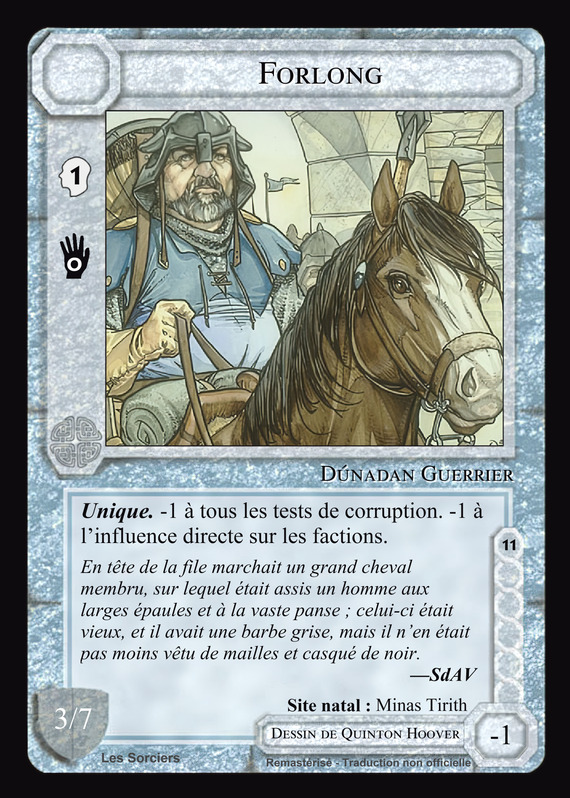 Forlong
1
0
Dúnadan Guerrier
Unique. -1 à tous les tests de corruption. -1 à
l’influence directe sur les factions.
11
En tête de la file marchait un grand cheval
membru, sur lequel était assis un homme aux
larges épaules et à la vaste panse ; celui-ci était
vieux, et il avait une barbe grise, mais il n’en était
pas moins vêtu de mailles et casqué de noir.
—SdAV
Site natal : Minas Tirith
3/7
Dessin de Quinton Hoover
-1
Les Sorciers
Remastérisé - Traduction non officielle